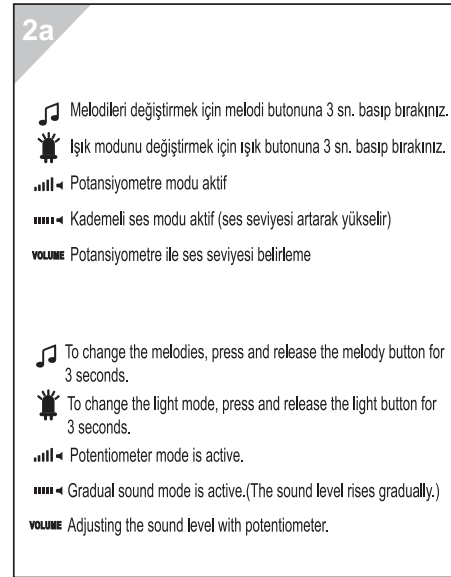 2a
Melodileri değiştirmek için melodi butonuna 3 sn. basıp bırakınız.
Işık modunu değiştirmek için ışık butonuna 3 sn. basıp bırakınız.
Potansiyometre modu aktif
Kademeli ses modu aktif (ses seviyesi artarak yükselir)
VOLUME Potansiyometre ile ses seviyesi belirleme
To change the melodies, press and release the melody button for
3 seconds.
To change the light mode, press and release the light button for
3 seconds.
Potentiometer mode is active.
Gradual sound mode is active.(The sound level rises gradually.)
VOLUME Adjusting the sound level with potentiometer.